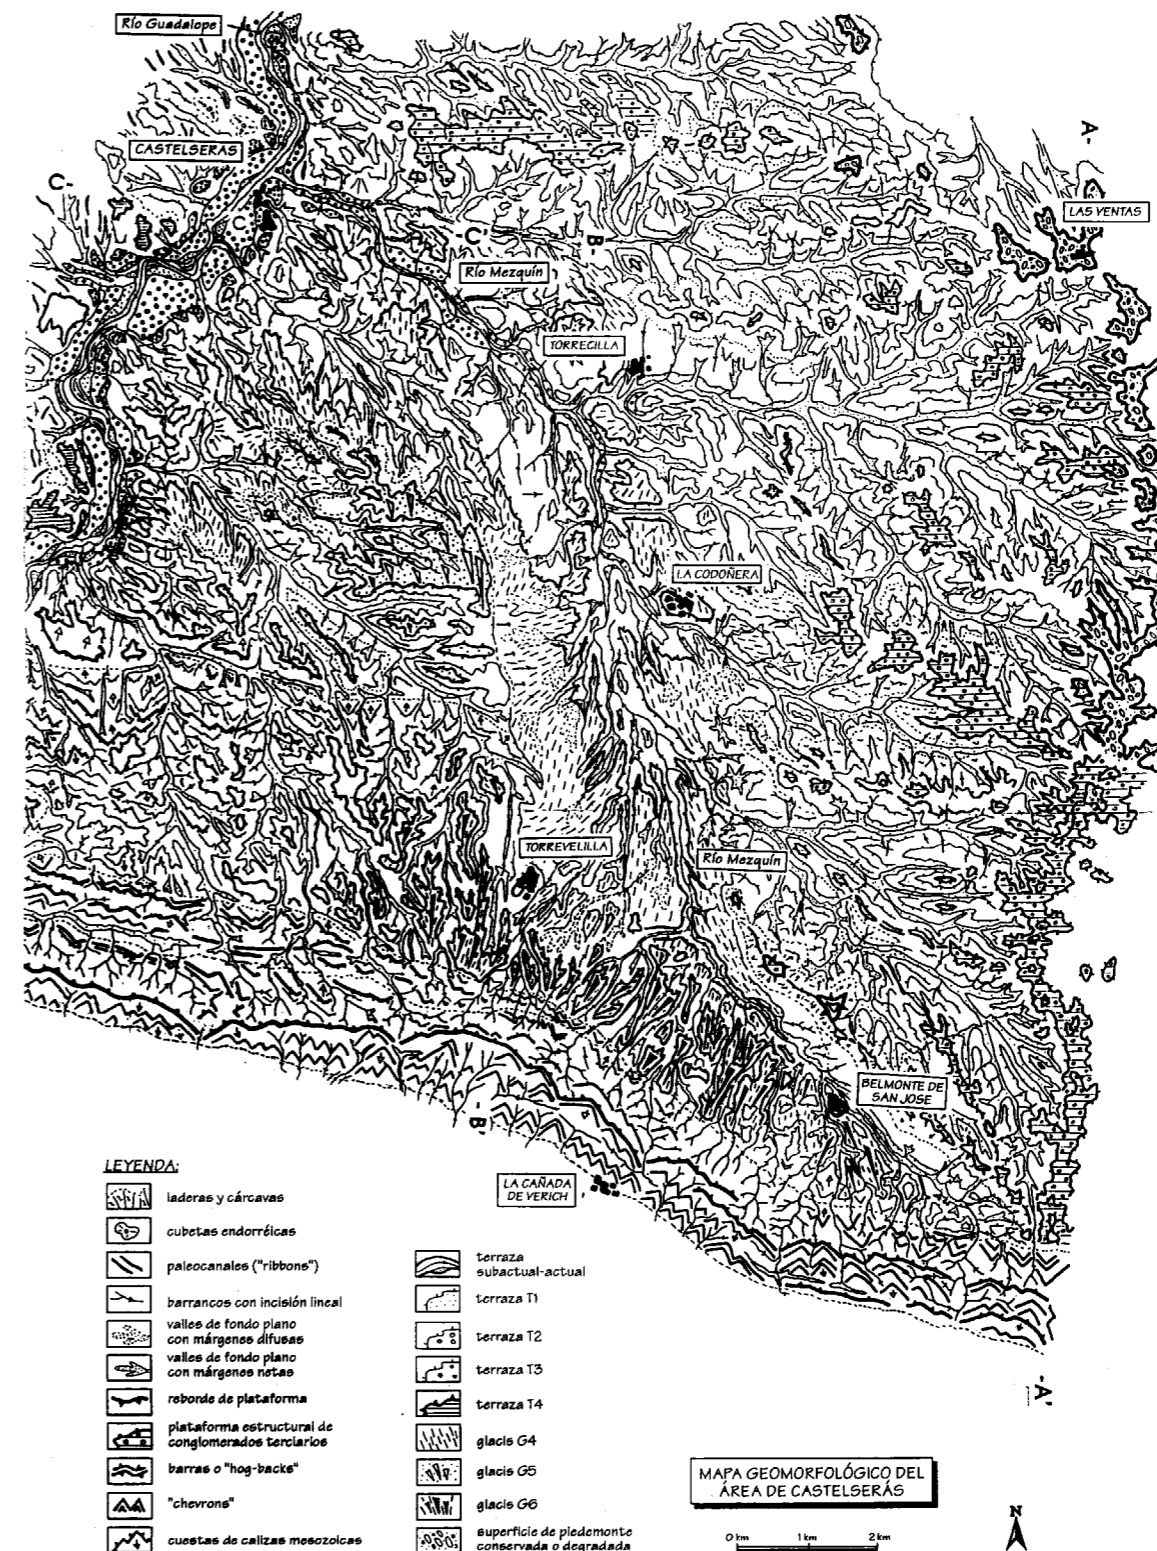 Río Guadalope
CASTELSERAS
A-
C-
LAS VENTAS
-C'
B-
Río Mezquín
TORRECILLA
LA CODOÑERA
TORREVELILLA
Río Mezquín
BELMONTE DE
SAN JOSE
-B'
LA CAÑADA
DE VERICH
-A'
LEYENDA:
laderas y cárcavas
cubetas endorréicas
paleocanales ("ribbons")
barrancos con incisión lineal
valles de fondo plano
con márgenes difusas
valles de fondo plano
con márgenes netas
reborde de plataforma
plataforma estructural de
conglomerados terciarios
barras o "hog-backs"
"chevrons"
cuestas de calizas mesozoicas
terraza
subactual-actual
terraza T1
terraza T2
terraza T3
terraza T4
glacis G4
glacis G5
glacis G6
superficie de piedemonte
conservada o degradada
MAPA GEOMORFOLÓGICO DEL
ÁREA DE CASTELSERÁS
0 km 1 km 2 km
N